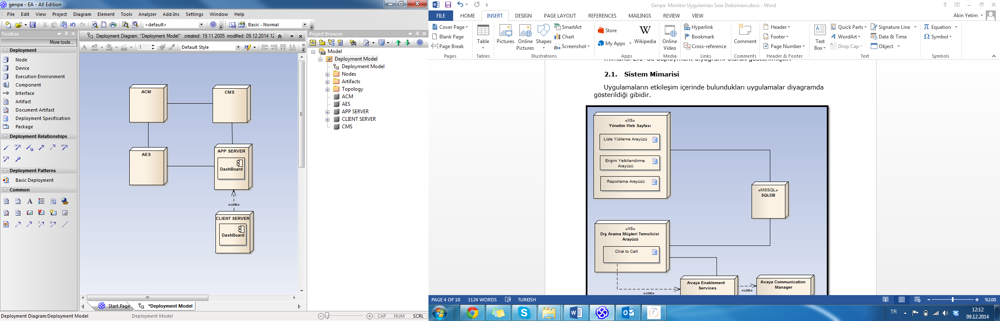 genpa - EA - All Edition
File Edit View Project Diagram Element Tools Analyzer Add-Ins Settings Window Help
<default> Basic - Normal
Toolbox
More tools...
Deployment
Node
Device
Execution Environment
Component
Interface
Artifact
Document Artifact
Deployment Specification
Package
Deployment Relationships
Deployment Patterns
Basic Deployment
Common
Deployment Diagram: "Deployment Model" created: 19.11.2005 modified: 09.12.2014 12
1 Default Style
ACM
CMS
AES
APP SERVER
DashBoard
«use»
CLIENT SERVER
DashBoard
Start Page *Deployment Model
Project Browser
Model
Deployment Model
Deployment Model
Nodes
Artifacts
Topology
ACM
AES
APP SERVER
CLIENT SERVER
CMS
Deployment Diagram:Deployment Model Deployment Model CAP NUM SCRL
Genpa Monitor Uygulaması Sow Dokümanı.docx - Word
FILE HOME INSERT DESIGN PAGE LAYOUT REFERENCES MAILINGS REVIEW VIEW Akin Yetim
Cover Page
Blank Page
Page Break
Pages
Table
Tables
Pictures
Online Pictures
Shapes
SmartArt
Chart
Screenshot
Illustrations
Store
My Apps
Wikipedia
Apps
Online Video
Media
Hyperlink
Bookmark
Cross-reference
Links
Comment
Comments
Header
Footer
Page Number
Header & Footer
Text Box
Quick Parts
WordArt
Drop Cap
Signature Line
Date & Time
Object
Text
Equation
Symbol
Symbols
mimarisi 2.1' de deployment diyagramı olarak gösterilmiştir.
2.1. Sistem Mimarisi
Uygulamaların etkileşim içerinde bulundukları uygulamalar diyagramda
gösterildiği gibidir.
«IIS»
Yönetim Web Sayfası
Liste Yükleme Arayüzü
Erişim Yetkilendirme
Arayüzü
Raporlama Arayüzü
«MSSQL»
SQLDB
«IIS»
Dış Arama Müşteri Temsilcisi
Arayüzü
Click to Call
Avaya Enablement
Services
«use»
«use»
Avaya Communication
Manager
PAGE 4 OF 10 1124 WORDS TURKISH %100
TR 12:12
09.12.2014